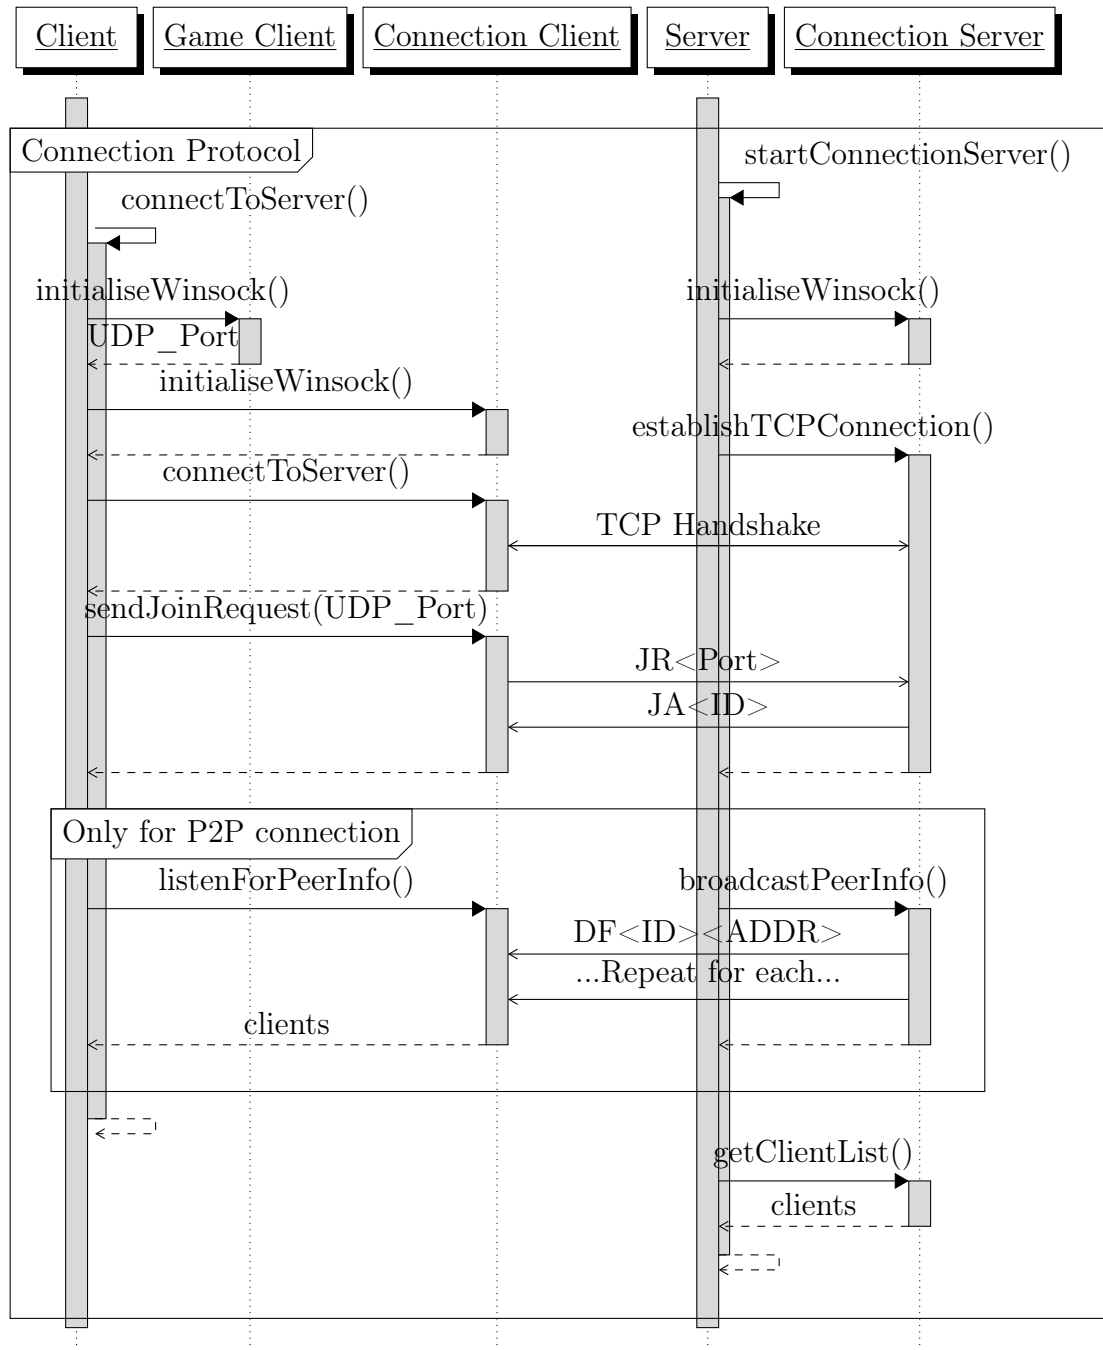 Client
Game Client
Connection Client
Server
Connection Server
Connection Protocol
startConnectionServer()
connectToServer()
initialiseWinsock()
initialiseWinsock()
UDP_Port
initialiseWinsock()
establishTCPConnection()
connectToServer()
TCP Handshake
sendJoinRequest(UDP_Port)
JR<Port>
JA<ID>
Only for P2P connection
listenForPeerInfo()
broadcastPeerInfo()
DF<ID><ADDR>
...Repeat for each...
clients
getClientList()
clients